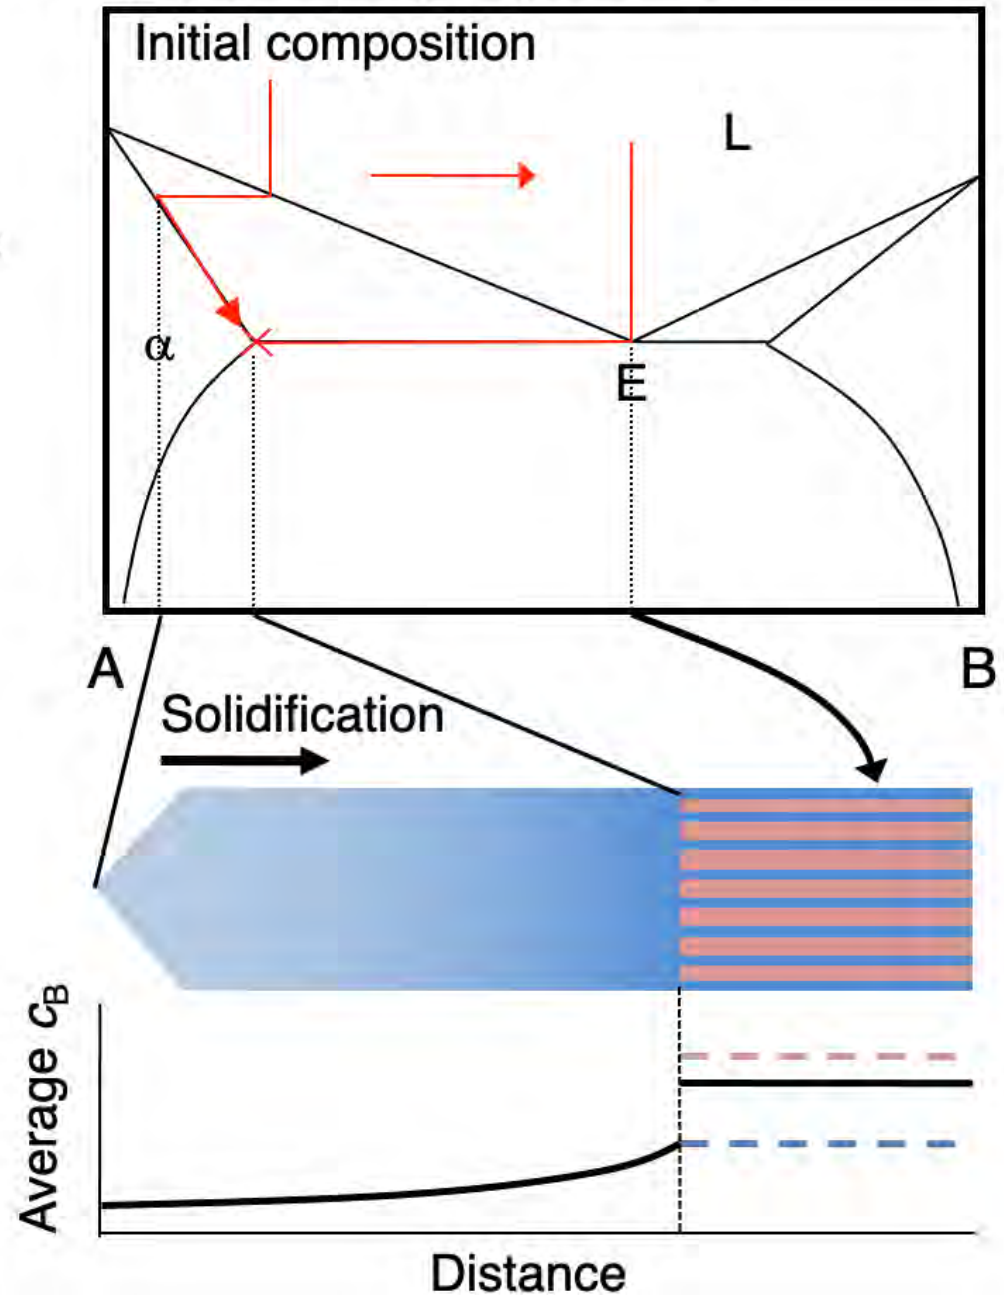 Initial composition
L
α
E
A
B
Solidification
Average cB
Distance